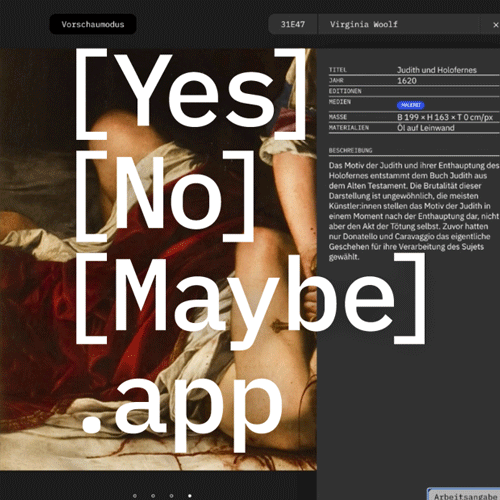 Vorschaumodus
31E47
Virginia Woolf
×
[Yes]
[No]
[Maybe]
.app
TITEL Judith und Holofernes
JAHR 1620
EDITIONEN
MEDIEN MALEREI
MASSE B 199 × H 163 × T 0 cm/px
MATERIALIEN Öl auf Leinwand
BESCHREIBUNG
Das Motiv der Judith und ihrer Enthauptung des
Holofernes entstammt dem Buch Judith aus
dem Alten Testament. Die Brutalität dieser
Darstellung ist ungewöhnlich, die meisten
Künstler:innen stellen das Motiv der Judith in
einem Moment nach der Enthauptung dar, nicht
aber den Akt der Tötung selbst. Zuvor hatten
nur Donatello und Caravaggio das eigentliche
Geschehen für ihre Verarbeitung des Sujets
gewählt.
Arbeitsangabe